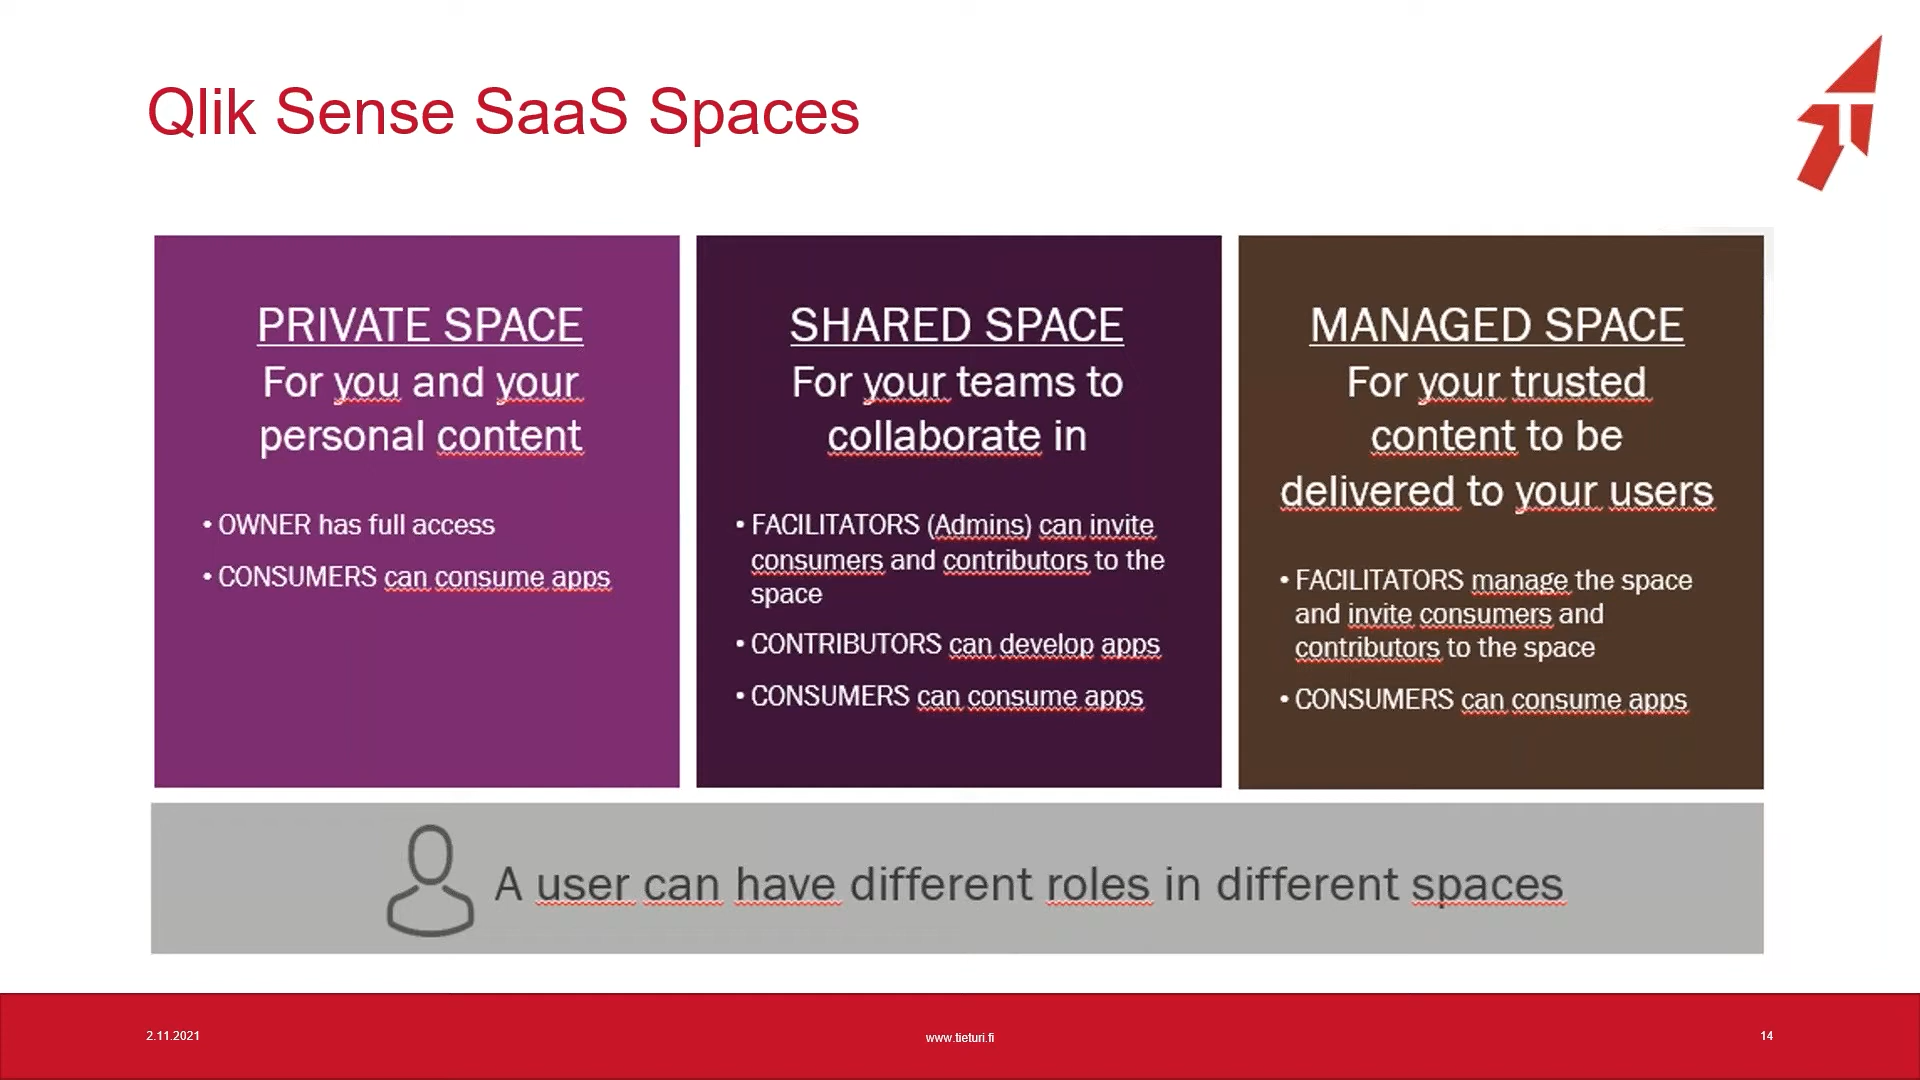 Qlik Sense SaaS Spaces
PRIVATE SPACE
For you and your
personal content
• OWNER has full access
• CONSUMERS can consume apps
SHARED SPACE
For your teams to
collaborate in
• FACILITATORS (Admins) can invite
consumers and contributors to the
space
• CONTRIBUTORS can develop apps
• CONSUMERS can consume apps
MANAGED SPACE
For your trusted
content to be
delivered to your users
• FACILITATORS manage the space
and invite consumers and
contributors to the space
• CONSUMERS can consume apps
A user can have different roles in different spaces
2.11.2021
www.tieturi.fi
14